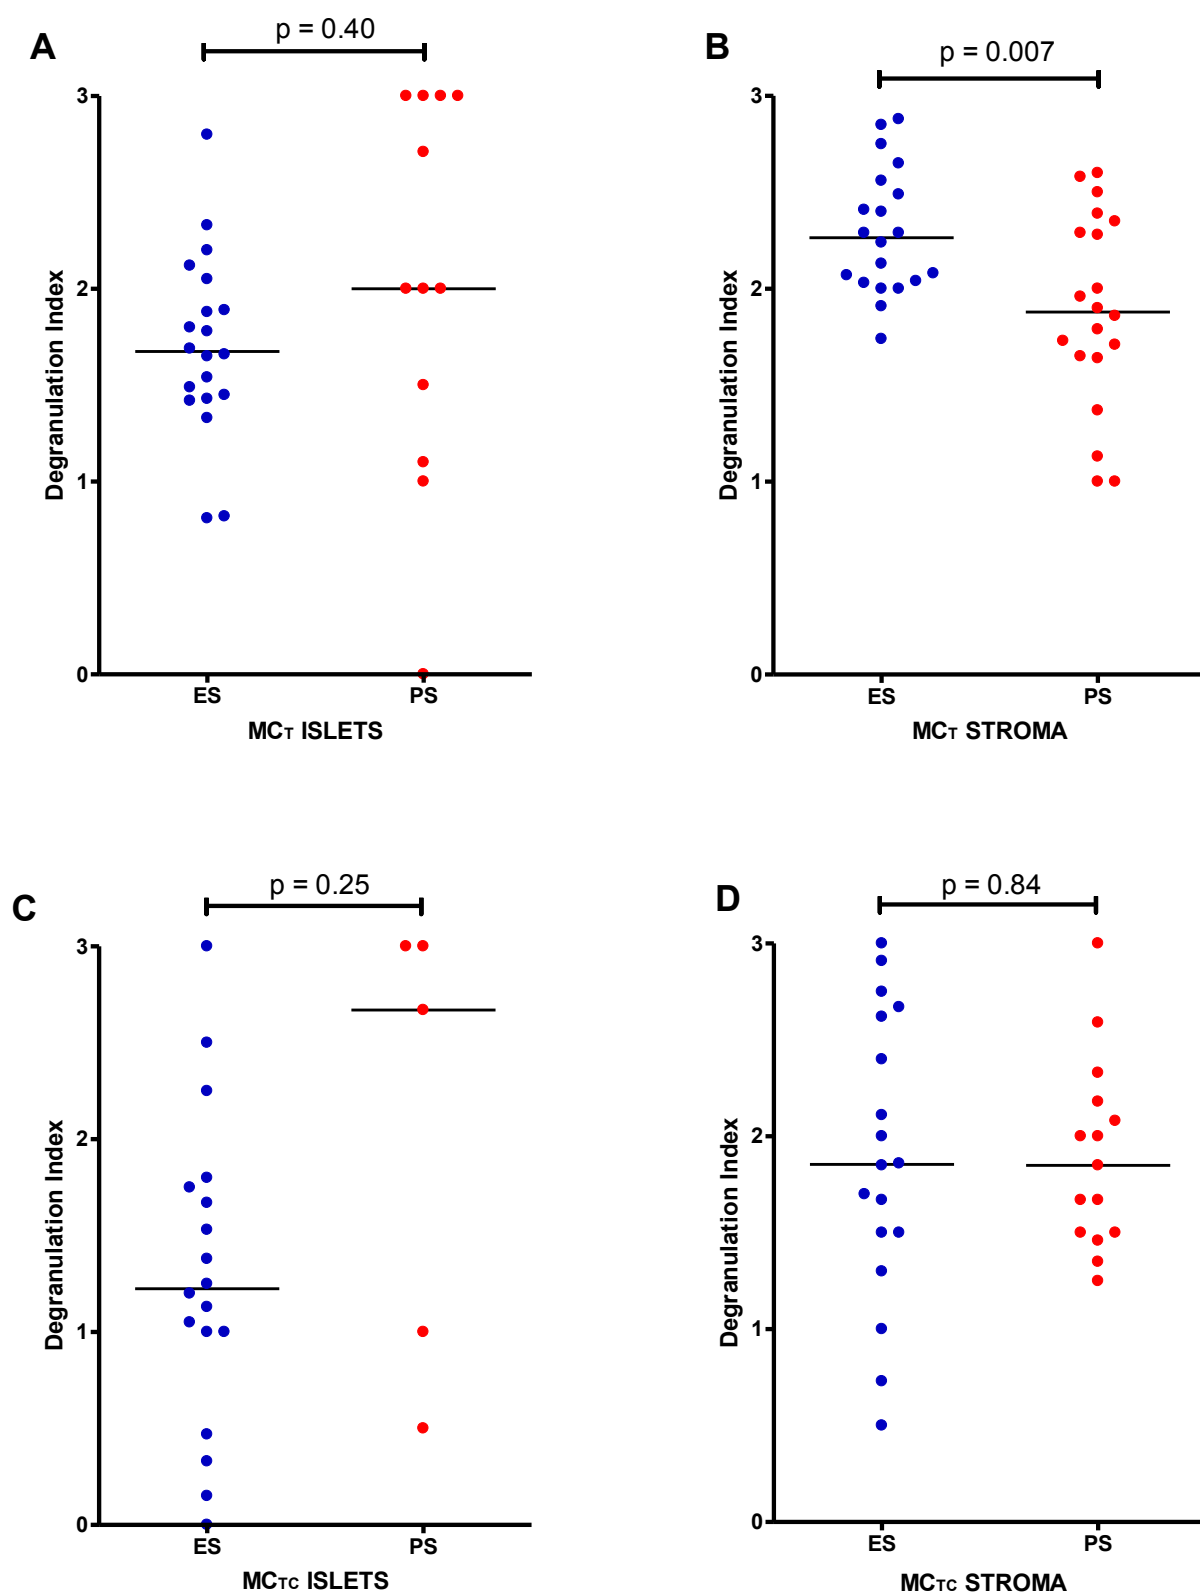 A
p = 0.40
Degranulation Index
3
2
1
0
ES PS
MCT ISLETS
B
p = 0.007
Degranulation Index
3
2
1
0
ES PS
MCT STROMA
C
p = 0.25
Degranulation Index
3
2
1
0
ES PS
MCTC ISLETS
D
p = 0.84
Degranulation Index
3
2
1
0
ES PS
MCTC STROMA